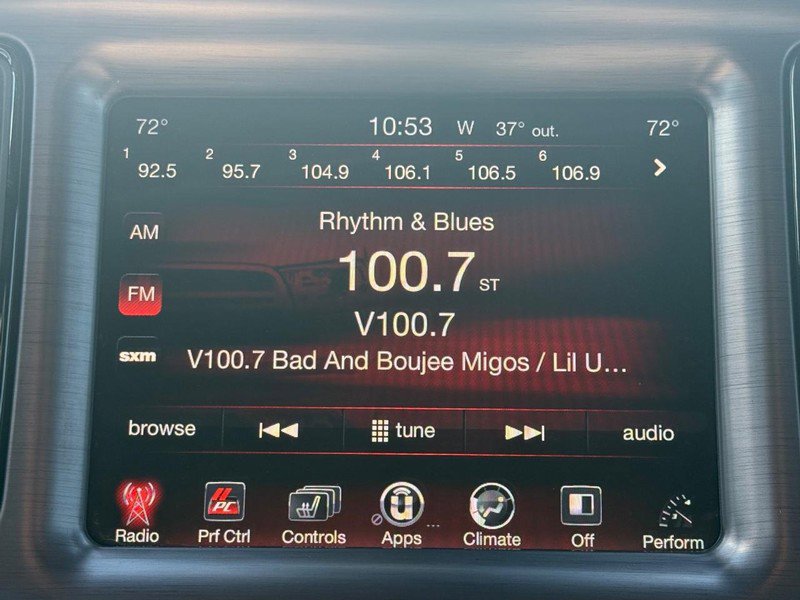 72° 10:53 W 37° out. 72°
1 92.5 2 95.7 3 104.9 4 106.1 5 106.5 6 106.9
AM
Rhythm & Blues
FM
100.7 ST
V100.7
sxm
V100.7 Bad And Boujee Migos / Lil U...
browse tune audio
PC U
Radio Prf Ctrl Controls Apps Climate Off Perform